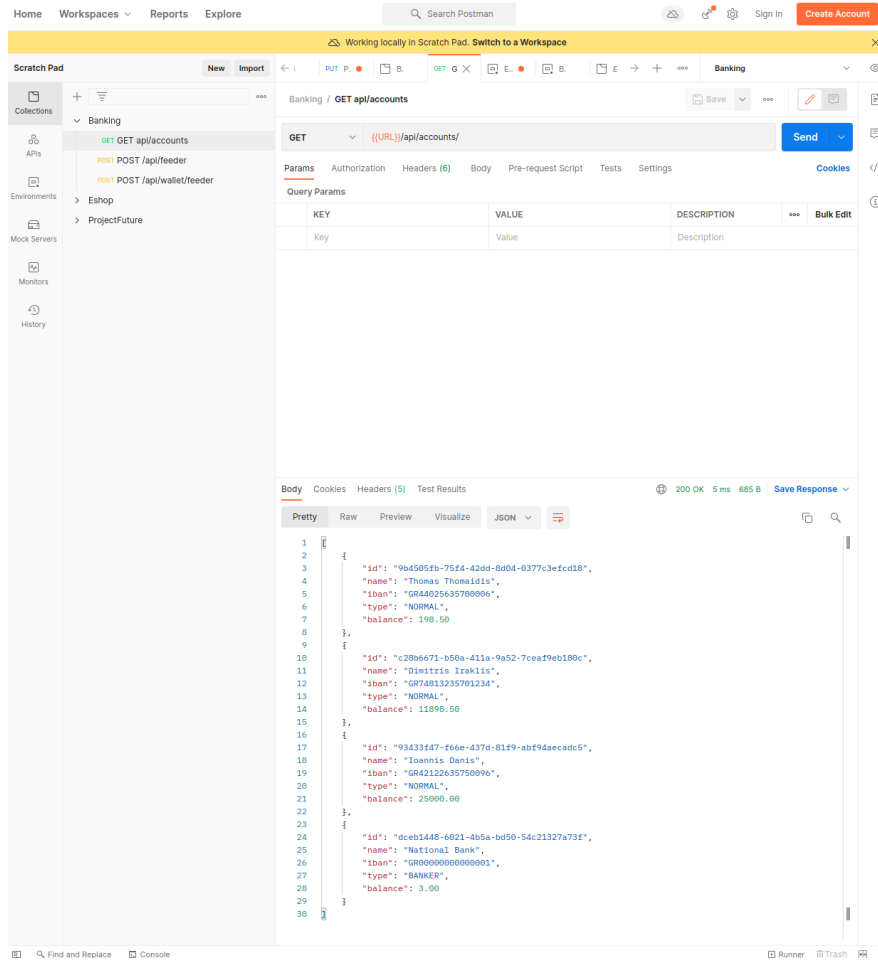 Home Workspaces Reports Explore Search Postman Sign In Create Account
Working locally in Scratch Pad. Switch to a Workspace
Scratch Pad New Import PUT P. B. GET G E.. B. E Banking
Collections
APIs
Environments
Mock Servers
Monitors
History
Banking
GET GET api/accounts
POST POST /api/feeder
POST POST /api/wallet/feeder
Eshop
ProjectFuture
Banking / GET api/accounts Save
GET {{URL}}/api/accounts/ Send
Params Authorization Headers (6) Body Pre-request Script Tests Settings Cookies
Query Params
KEY VALUE DESCRIPTION Bulk Edit
Key Value Description
Body Cookies Headers (5) Test Results 200 OK 5 ms 685 B Save Response
Pretty Raw Preview Visualize JSON
1 [
2 {
3 "id": "9b4505fb-75f4-42dd-8d04-0377c3efcd18",
4 "name": "Thomas Thomaidis",
5 "iban": "GR44025635700006",
6 "type": "NORMAL",
7 "balance": 198.50
8 },
9 {
10 "id": "c28b6671-b50a-411a-9a52-7ceaf9eb180c",
11 "name": "Dimitris Iraklis",
12 "iban": "GR74813235701234",
13 "type": "NORMAL",
14 "balance": 11898.50
15 },
16 {
17 "id": "93433f47-f66e-437d-81f9-abf94aecadc5",
18 "name": "Ioannis Danis",
19 "iban": "GR42122635750096",
20 "type": "NORMAL",
21 "balance": 25000.00
22 },
23 {
24 "id": "dceb1448-6021-4b5a-bd50-54c21327a73f",
25 "name": "National Bank",
26 "iban": "GR00000000000001",
27 "type": "BANKER",
28 "balance": 3.00
29 }
30 ]
Find and Replace Console Runner Trash